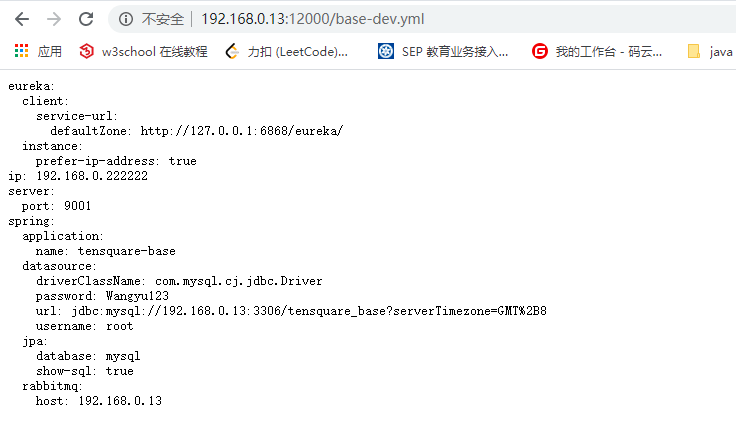 不安全 | 192.168.0.13:12000/base-dev.yml
应用 w3school 在线教程 力扣 (LeetCode)... SEP 教育业务接入... 我的工作台 - 码云... java
eureka:
  client:
    service-url:
      defaultZone: http://127.0.0.1:6868/eureka/
  instance:
    prefer-ip-address: true
ip: 192.168.0.222222
server:
  port: 9001
spring:
  application:
    name: tensquare-base
  datasource:
    driverClassName: com.mysql.cj.jdbc.Driver
    password: Wangyu123
    url: jdbc:mysql://192.168.0.13:3306/tensquare_base?serverTimezone=GMT%2B8
    username: root
  jpa:
    database: mysql
    show-sql: true
  rabbitmq:
    host: 192.168.0.13